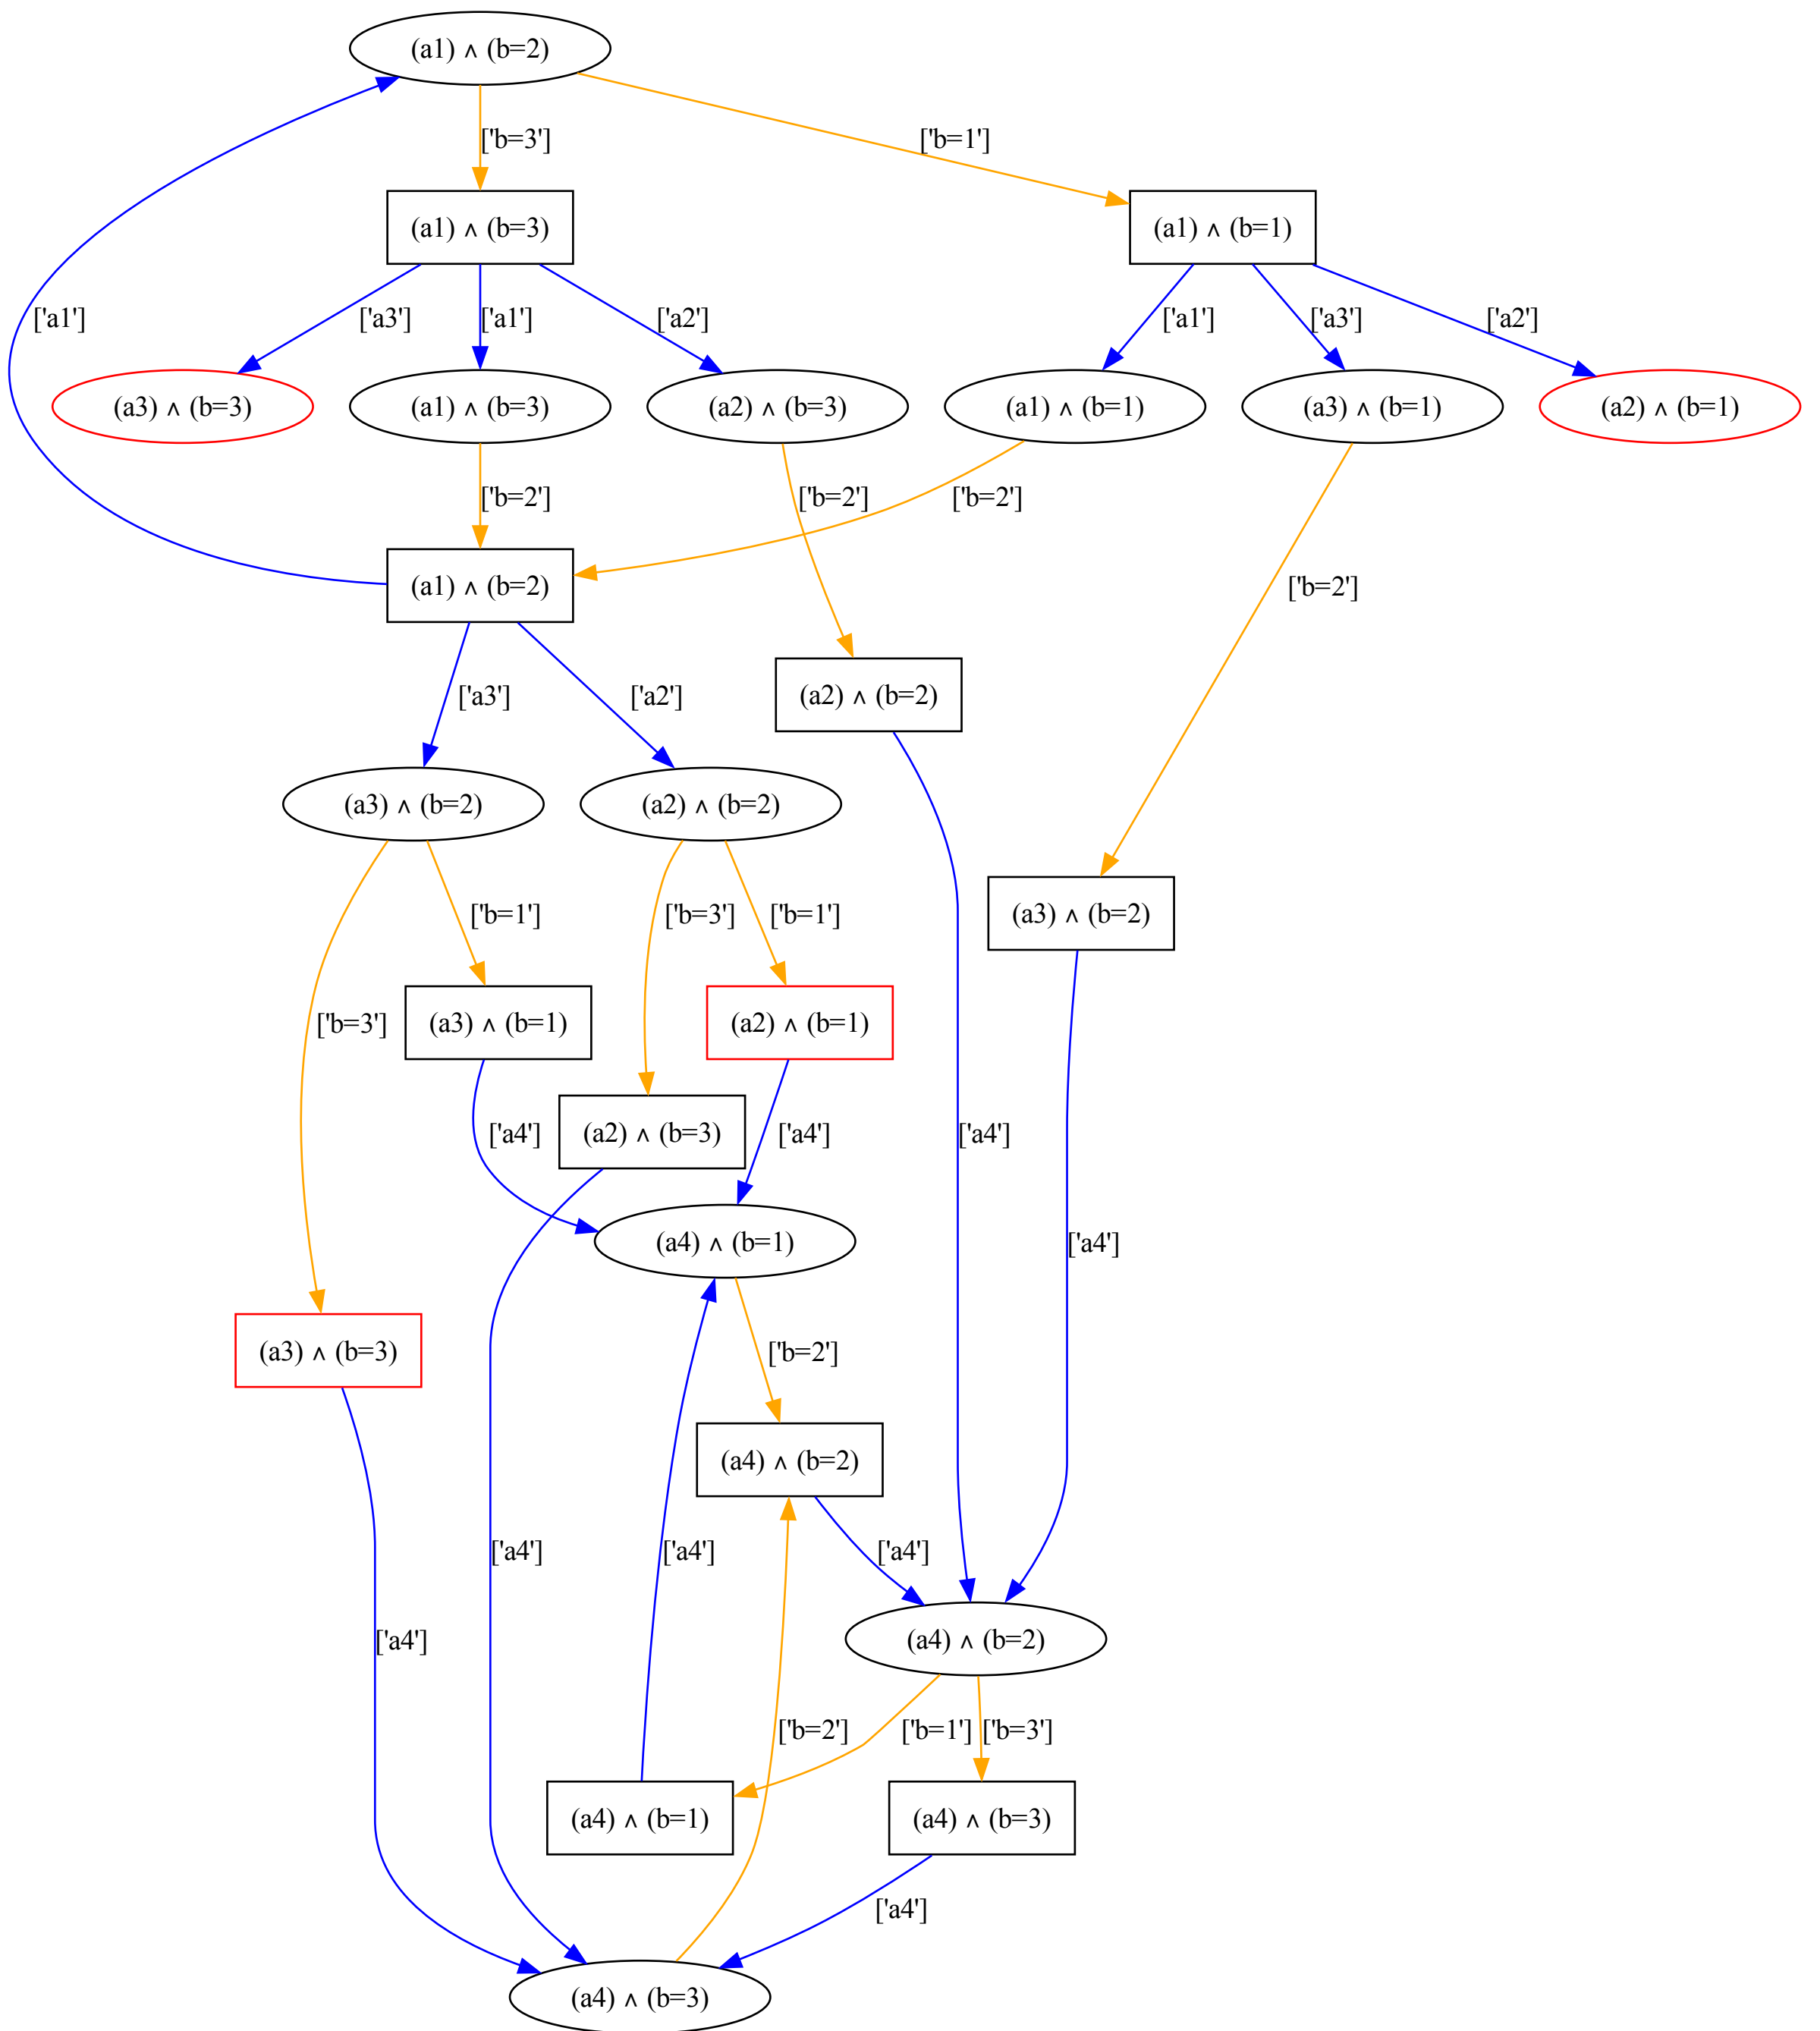 (a1) ∧ (b=2)
['b=3']
['b=1']
(a1) ∧ (b=3)
(a1) ∧ (b=1)
['a1']
['a3']
['a1']
['a2']
['a1']
['a3']
['a2']
(a3) ∧ (b=3)
(a1) ∧ (b=3)
(a2) ∧ (b=3)
(a1) ∧ (b=1)
(a3) ∧ (b=1)
(a2) ∧ (b=1)
['b=2']
['b=2']
['b=2']
(a1) ∧ (b=2)
['b=2']
['a3']
['a2']
(a2) ∧ (b=2)
(a3) ∧ (b=2)
(a2) ∧ (b=2)
['b=1']
['b=3']
['b=1']
(a3) ∧ (b=2)
['b=3']
(a3) ∧ (b=1)
(a2) ∧ (b=1)
['a4']
(a2) ∧ (b=3)
['a4']
['a4']
(a4) ∧ (b=1)
['a4']
(a3) ∧ (b=3)
['b=2']
(a4) ∧ (b=2)
['a4']
['a4']
['a4']
['a4']
(a4) ∧ (b=2)
['b=2']
['b=1']
['b=3']
(a4) ∧ (b=1)
(a4) ∧ (b=3)
['a4']
(a4) ∧ (b=3)